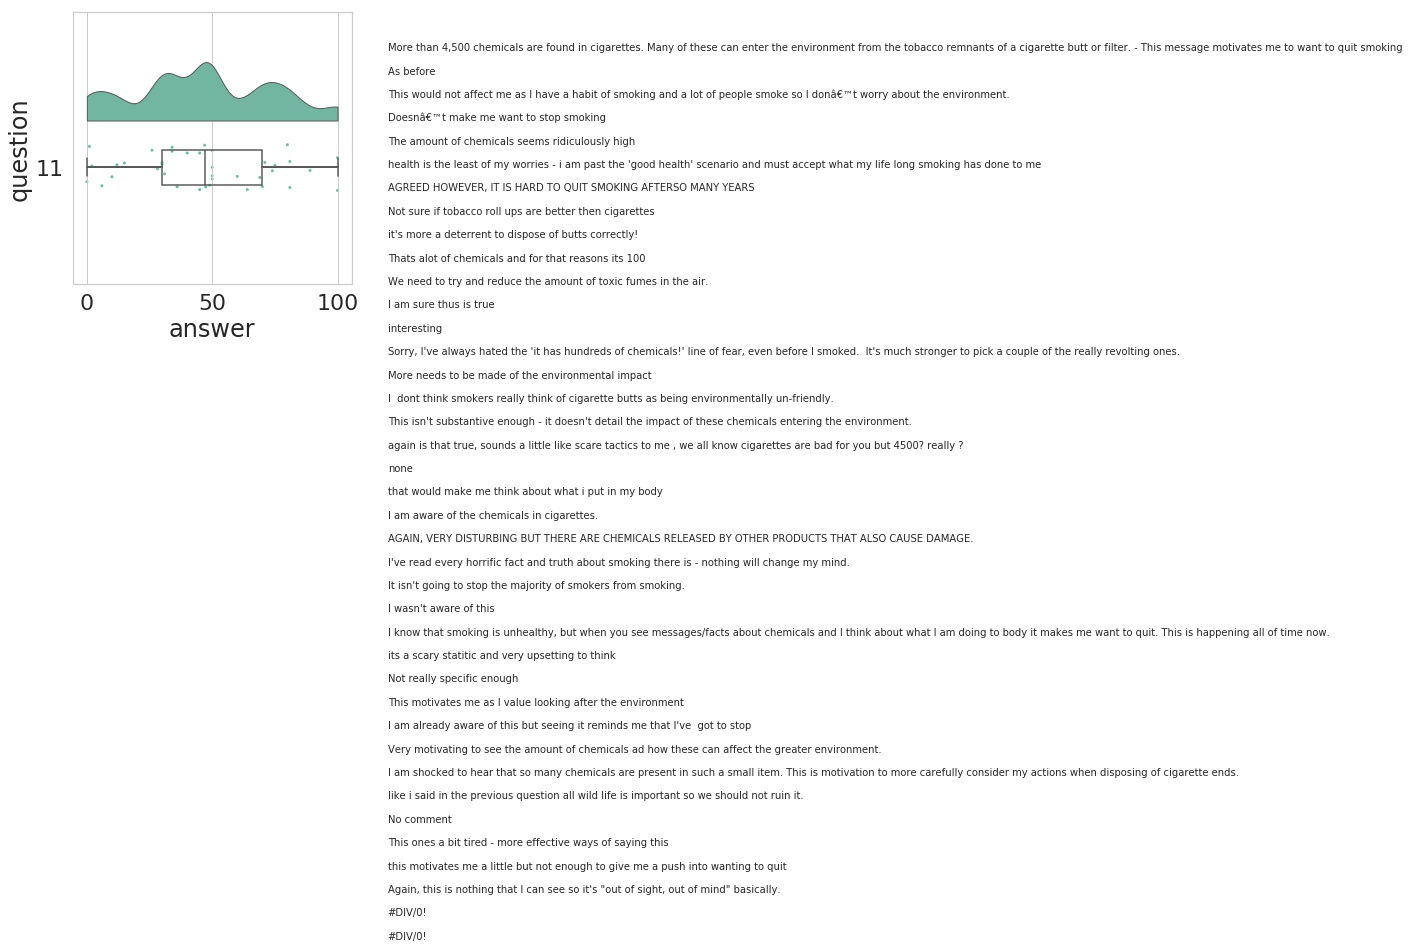 More than 4,500 chemicals are found in cigarettes. Many of these can enter the environment from the tobacco remnants of a cigarette butt or filter. - This message motivates me to want to quit smoking
As before
This would not affect me as I have a habit of smoking and a lot of people smoke so I donâ€™t worry about the environment.
Doesnâ€™t make me want to stop smoking
The amount of chemicals seems ridiculously high
health is the least of my worries - i am past the 'good health' scenario and must accept what my life long smoking has done to me
AGREED HOWEVER, IT IS HARD TO QUIT SMOKING AFTERSO MANY YEARS
Not sure if tobacco roll ups are better then cigarettes
it's more a deterrent to dispose of butts correctly!
Thats alot of chemicals and for that reasons its 100
We need to try and reduce the amount of toxic fumes in the air.
I am sure thus is true
interesting
Sorry, I've always hated the 'it has hundreds of chemicals!' line of fear, even before I smoked.  It's much stronger to pick a couple of the really revolting ones.
More needs to be made of the environmental impact
I  dont think smokers really think of cigarette butts as being environmentally un-friendly.
This isn't substantive enough - it doesn't detail the impact of these chemicals entering the environment.
again is that true, sounds a little like scare tactics to me , we all know cigarettes are bad for you but 4500? really ?
none
that would make me think about what i put in my body
I am aware of the chemicals in cigarettes.
AGAIN, VERY DISTURBING BUT THERE ARE CHEMICALS RELEASED BY OTHER PRODUCTS THAT ALSO CAUSE DAMAGE.
I've read every horrific fact and truth about smoking there is - nothing will change my mind.
It isn't going to stop the majority of smokers from smoking.
I wasn't aware of this
I know that smoking is unhealthy, but when you see messages/facts about chemicals and I think about what I am doing to body it makes me want to quit. This is happening all of time now.
its a scary statitic and very upsetting to think
Not really specific enough
This motivates me as I value looking after the environment
I am already aware of this but seeing it reminds me that I've  got to stop
Very motivating to see the amount of chemicals ad how these can affect the greater environment.
I am shocked to hear that so many chemicals are present in such a small item. This is motivation to more carefully consider my actions when disposing of cigarette ends.
like i said in the previous question all wild life is important so we should not ruin it.
No comment
This ones a bit tired - more effective ways of saying this
this motivates me a little but not enough to give me a push into wanting to quit
Again, this is nothing that I can see so it's "out of sight, out of mind" basically.
#DIV/0!
#DIV/0!
question
11
0 50 100
answer